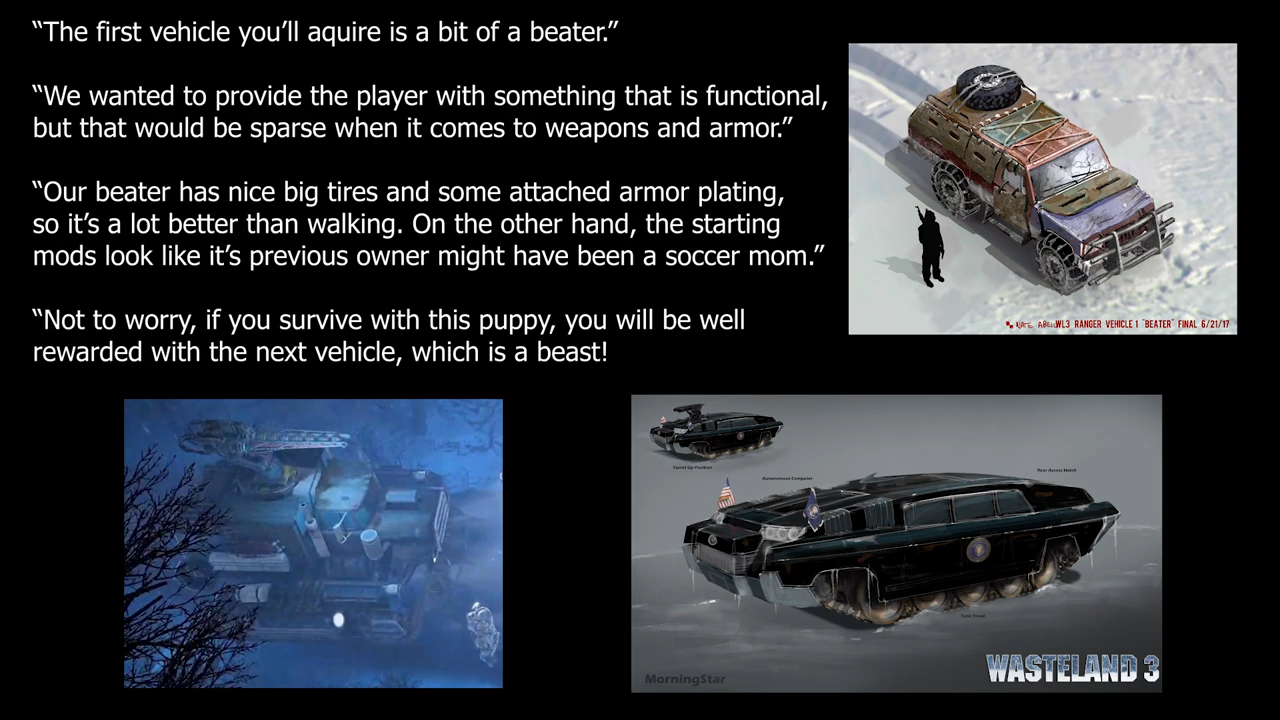 “The first vehicle you’ll aquire is a bit of a beater.”
“We wanted to provide the player with something that is functional,
but that would be sparse when it comes to weapons and armor.”
“Our beater has nice big tires and some attached armor plating,
so it’s a lot better than walking. On the other hand, the starting
mods look like it’s previous owner might have been a soccer mom.”
“Not to worry, if you survive with this puppy, you will be well
rewarded with the next vehicle, which is a beast!
WL3 RANGER VEHICLE 1 "BEATER" FINAL 6/21/17
Turret Up Position
Autonomous Computer
Rear Access Hatch
Tank Tread
MorningStar
WASTELAND 3